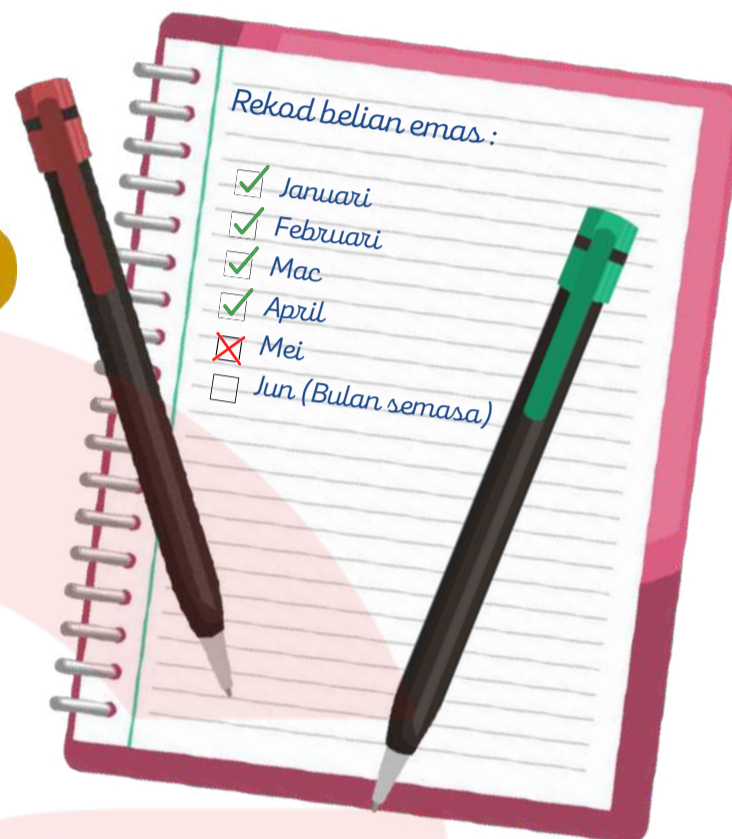 Rekod belian emas :
Januari
Februari
Mac
April
Mei
Jun (Bulan semasa)